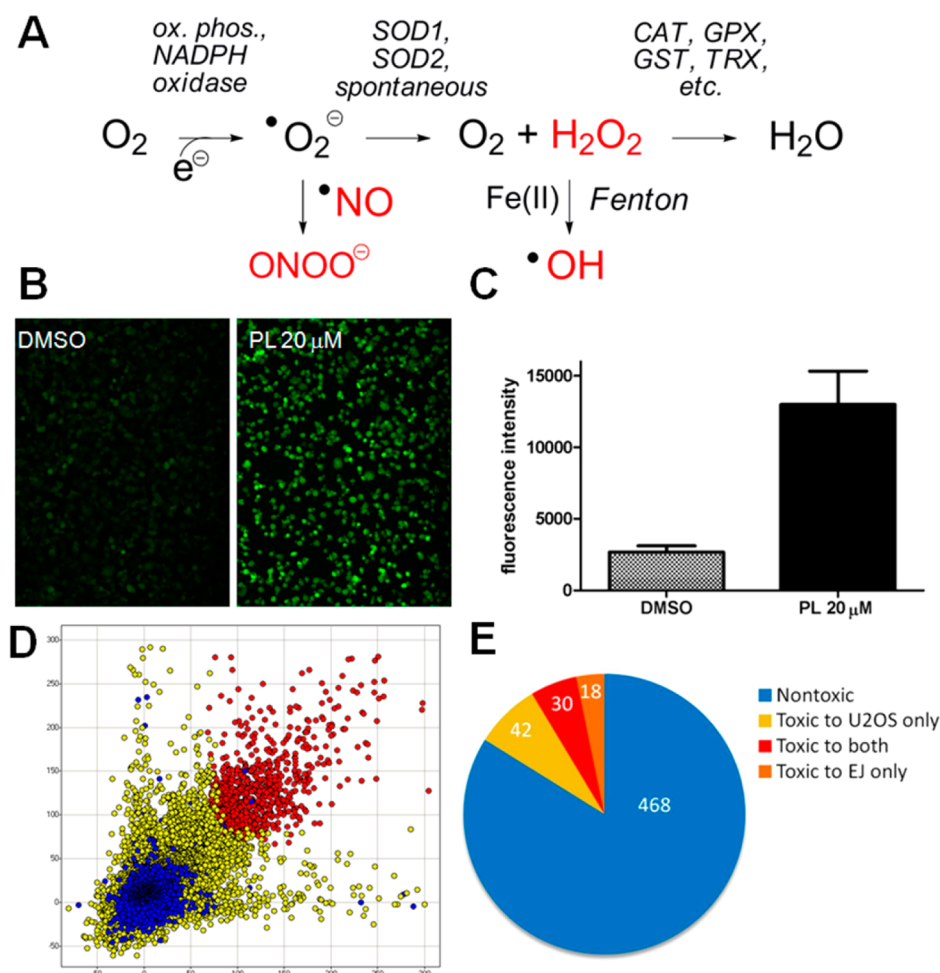 A
ox. phos.,
NADPH
oxidase
SOD1,
SOD2,
spontaneous
CAT, GPX,
GST, TRX,
etc.
O₂ e⊖ •O₂⊖ O₂ + H₂O₂ H₂O
•NO
Fe(II) Fenton
ONOO⊖
•OH
B
DMSO
PL 20 μM
C
fluorescence intensity
15000
10000
5000
0
DMSO
PL 20 μM
D
300
250
200
150
100
50
0
-50
0
50
100
150
200
250
E
18
30
42
468
Nontoxic
Toxic to U2OS only
Toxic to both
Toxic to EJ only